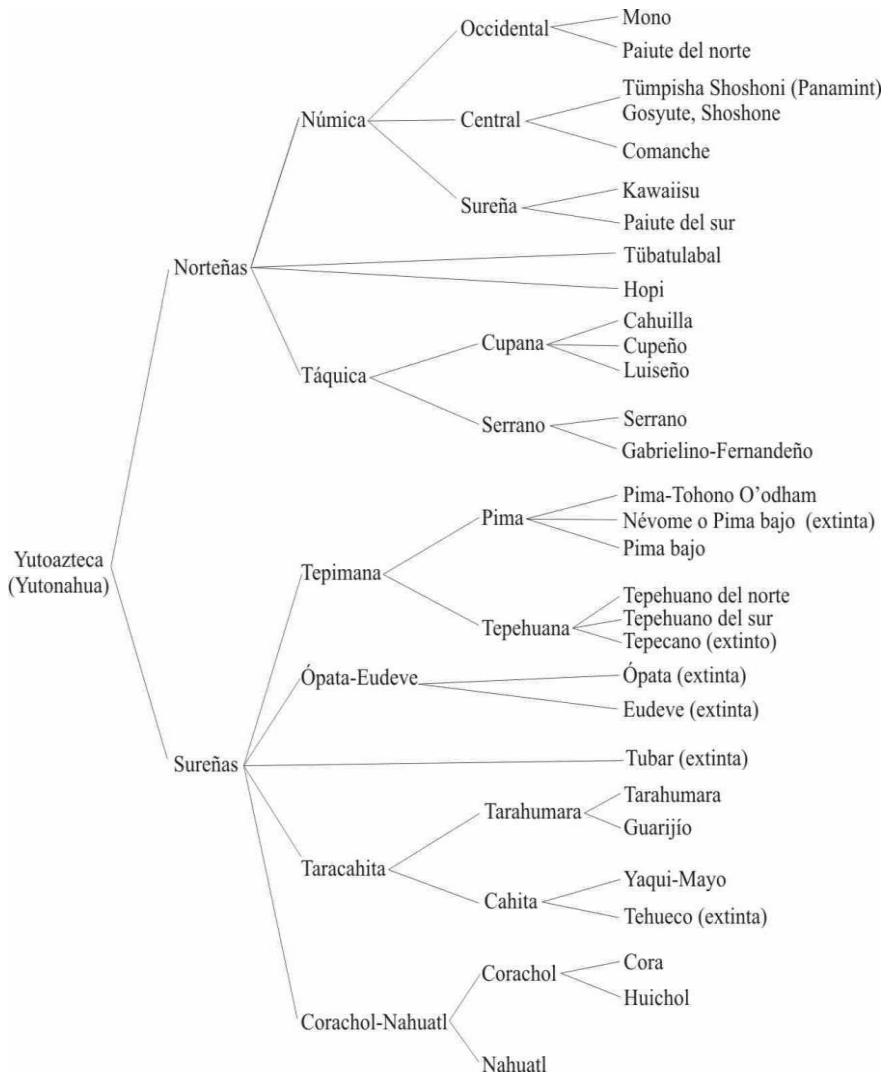 Mono
Occidental
Paiute del norte
Tümpisha Shoshoni (Panamint)
Gosyute, Shoshone
Númica
Central
Comanche
Kawaiisu
Sureña
Paiute del sur
Tübatulabal
Norteñas
Hopi
Cahuilla
Cupana
Cupeño
Luiseño
Táquica
Serrano
Serrano
Gabrielino-Fernandeño
Pima-Tohono O’odham
Pima
Névome o Pima bajo (extinta)
Pima bajo
Yutoazteca
(Yutonahua)
Tepimana
Tepehuano del norte
Tepehuana
Tepehuano del sur
Tepecano (extinto)
Ópata-Eudeve
Ópata (extinta)
Eudeve (extinta)
Sureñas
Tubar (extinta)
Tarahumara
Tarahumara
Guarijío
Taracahita
Yaqui-Mayo
Cahita
Tehueco (extinta)
Cora
Corachol
Huichol
Corachol-Nahuatl
Nahuatl